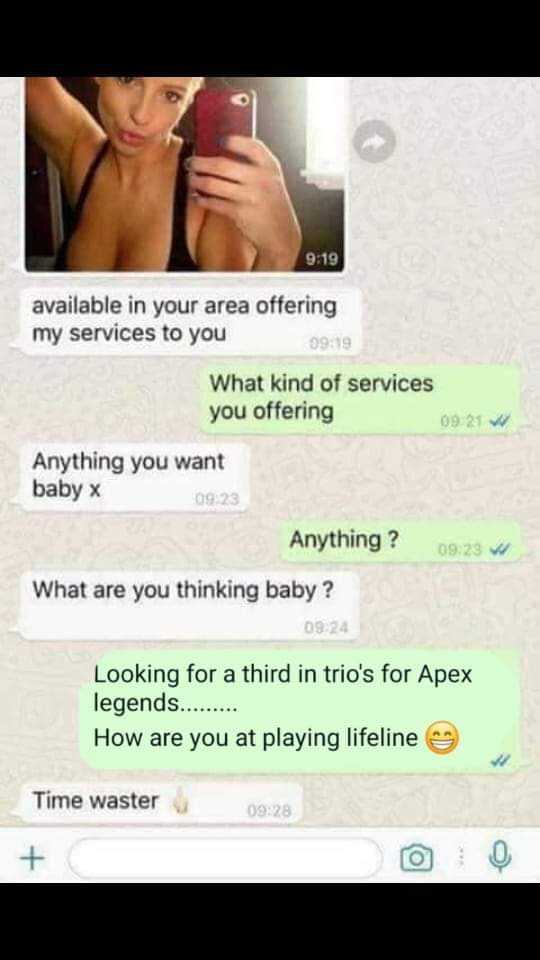 9:19
available in your area offering
my services to you
09:19
What kind of services
you offering
09:21
Anything you want
baby x
09:23
Anything ?
09:23
What are you thinking baby ?
09:24
Looking for a third in trio's for Apex
legends.........
How are you at playing lifeline 😁
Time waster 🖕🏻
09:28